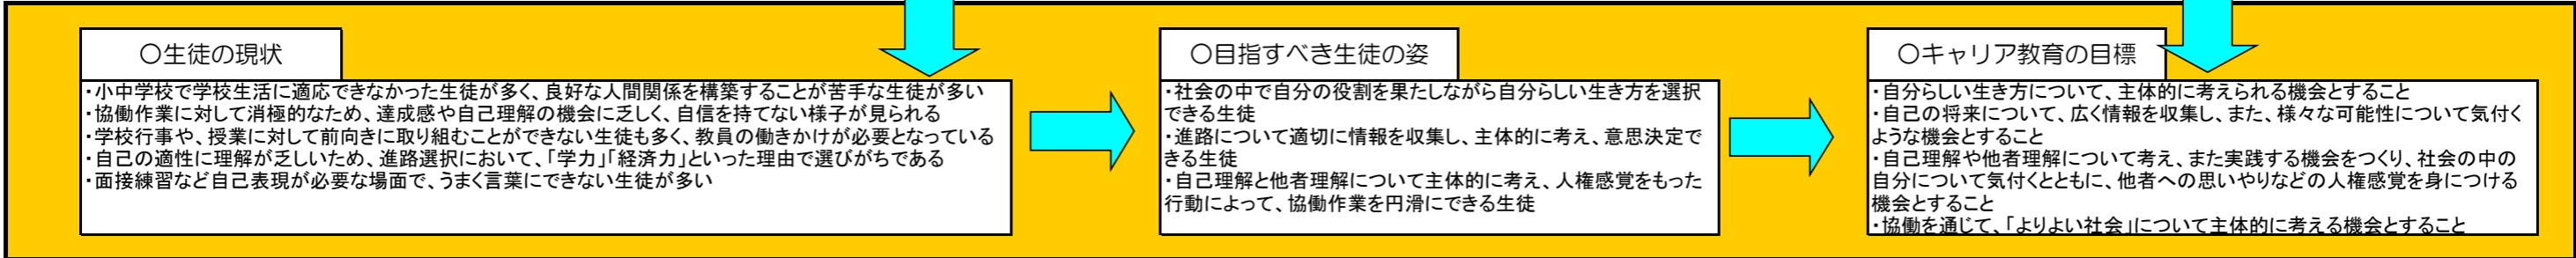 〇生徒の現状
・小中学校で学校生活に適応できなかった生徒が多く、良好な人間関係を構築することが苦手な生徒が多い
・協働作業に対して消極的なため、達成感や自己理解の機会に乏しく、自信を持てない様子が見られる
・学校行事や、授業に対して前向きに取り組むことができない生徒も多く、教員の働きかけが必要となっている
・自己の適性に理解が乏しいため、進路選択において、「学力」「経済力」といった理由で選びがちである
・面接練習など自己表現が必要な場面で、うまく言葉にできない生徒が多い
〇目指すべき生徒の姿
・社会の中で自分の役割を果たしながら自分らしい生き方を選択
できる生徒
・進路について適切に情報を収集し、主体的に考え、意思決定で
きる生徒
・自己理解と他者理解について主体的に考え、人権感覚をもった
行動によって、協働作業を円滑にできる生徒
〇キャリア教育の目標
・自分らしい生き方について、主体的に考えられる機会とすること
・自己の将来について、広く情報を収集し、また、様々な可能性について気付く
ような機会とすること
・自己理解や他者理解について考え、また実践する機会をつくり、社会の中の
自分について気付くとともに、他者への思いやりなどの人権感覚を身につける
機会とすること
・協働を通じて、「よりよい社会」について主体的に考える機会とすること